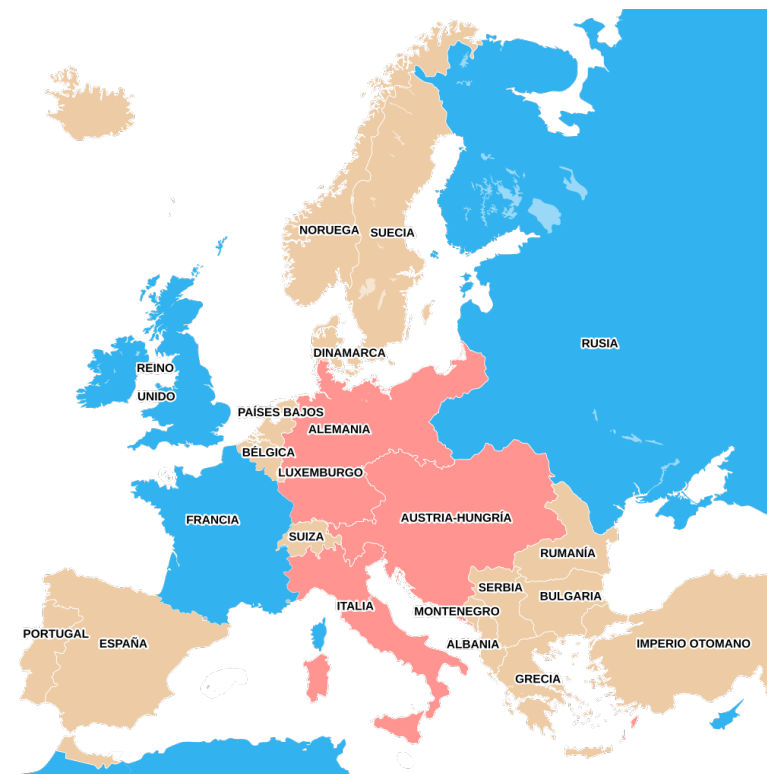 NORUEGA
SUECIA
RUSIA
DINAMARCA
REINO
UNIDO
PAÍSES BAJOS
ALEMANIA
BÉLGICA
LUXEMBURGO
FRANCIA
AUSTRIA-HUNGRÍA
SUIZA
RUMANÍA
SERBIA
BULGARIA
ITALIA
MONTENEGRO
PORTUGAL
ESPAÑA
ALBANIA
IMPERIO OTOMANO
GRECIA